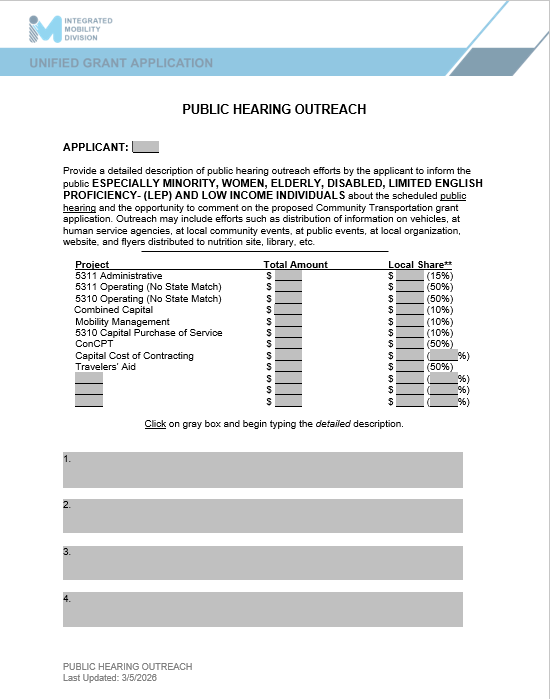 INTEGRATED
MOBILITY
DIVISION
UNIFIED GRANT APPLICATION
PUBLIC HEARING OUTREACH
APPLICANT:
Provide a detailed description of public hearing outreach efforts by the applicant to inform the
public ESPECIALLY MINORITY, WOMEN, ELDERLY, DISABLED, LIMITED ENGLISH
PROFICIENCY- (LEP) AND LOW INCOME INDIVIDUALS about the scheduled public
hearing and the opportunity to comment on the proposed Community Transportation grant
application. Outreach may include efforts such as distribution of information on vehicles, at
human service agencies, at local community events, at public events, at local organization,
website, and flyers distributed to nutrition site, library, etc.
Project Total Amount Local Share**
5311 Administrative $ $ (15%)
5311 Operating (No State Match) $ $ (50%)
5310 Operating (No State Match) $ $ (50%)
Combined Capital $ $ (10%)
Mobility Management $ $ (10%)
5310 Capital Purchase of Service $ $ (10%)
ConCPT $ $ (50%)
Capital Cost of Contracting $ $ ( %)
Travelers' Aid $ $ (50%)
$ $ ( %)
$ $ ( %)
$ $ ( %)
Click on gray box and begin typing the detailed description.
1.
2.
3.
4.
PUBLIC HEARING OUTREACH
Last Updated: 3/5/2026